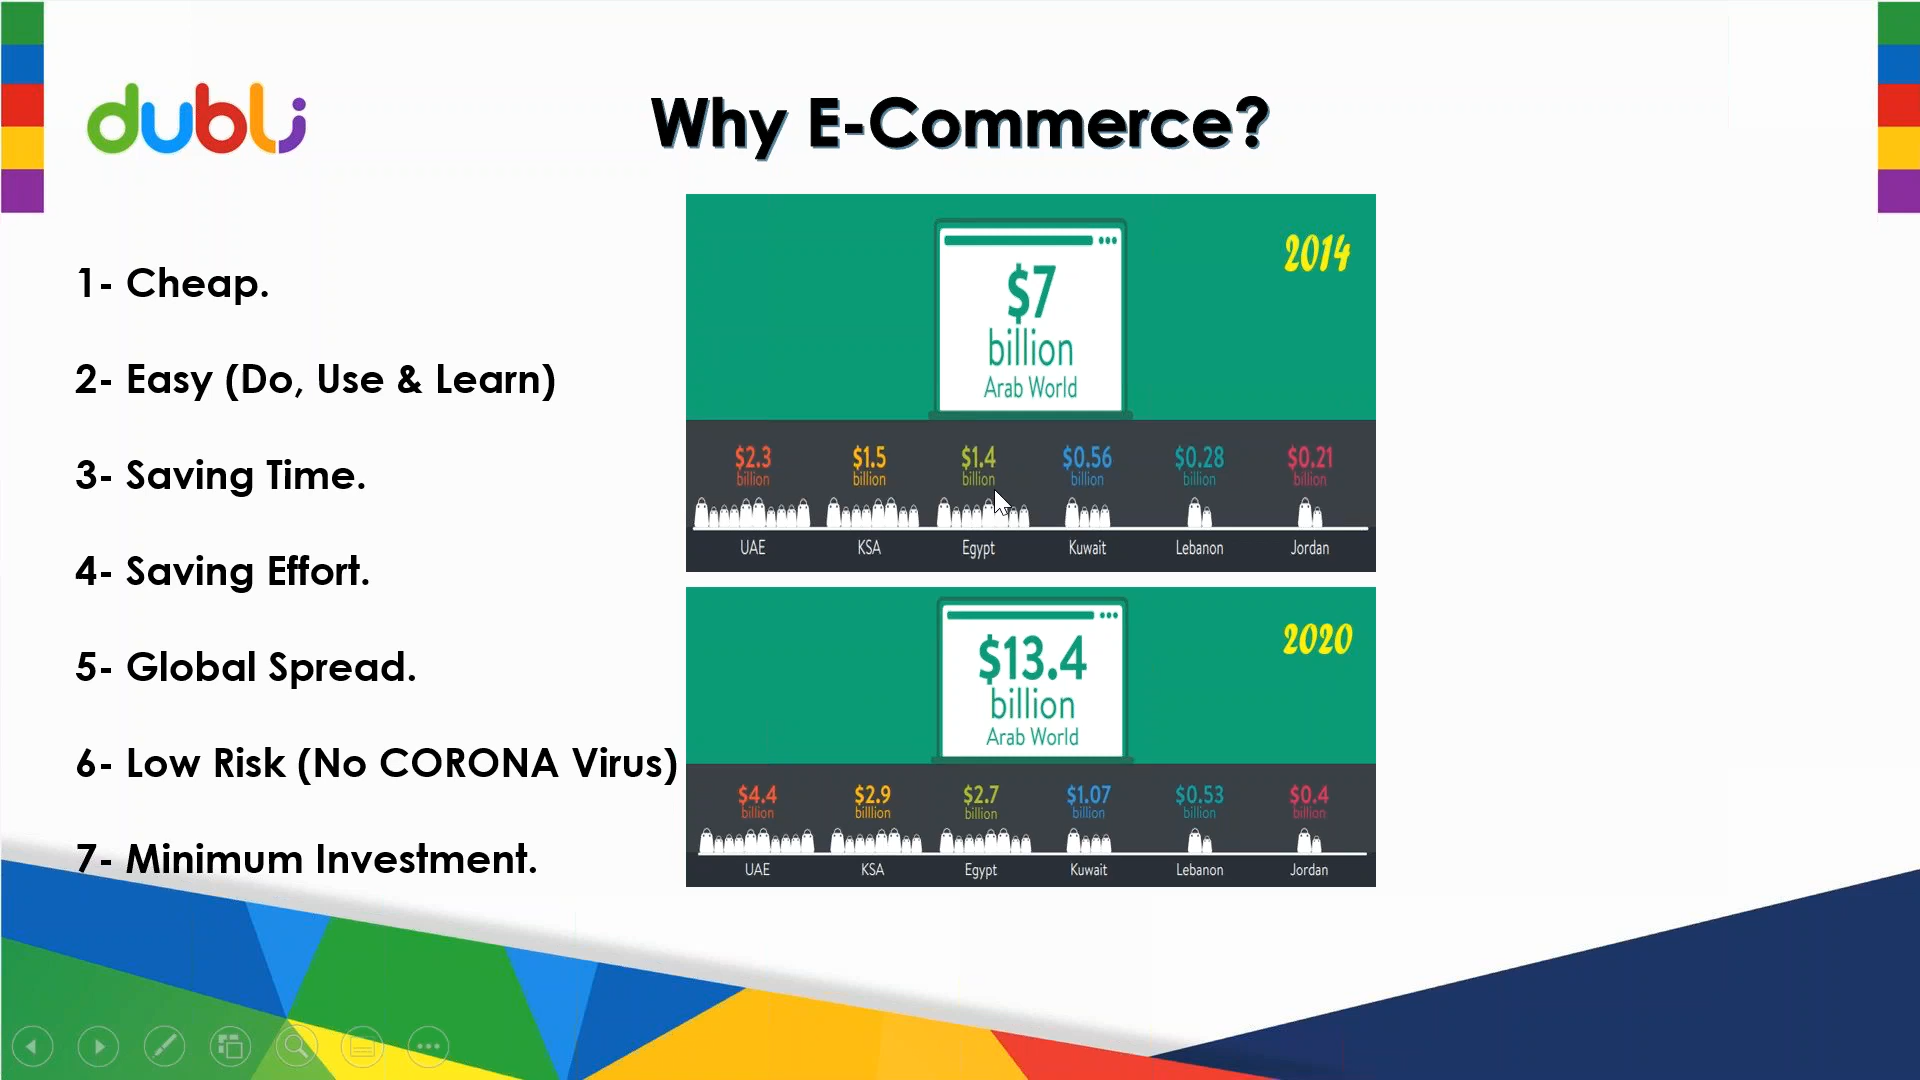 dubli
Why E-Commerce?
1- Cheap.
2- Easy (Do, Use & Learn)
3- Saving Time.
4- Saving Effort.
5- Global Spread.
6- Low Risk (No CORONA Virus)
7- Minimum Investment.
2014
$7
billion
Arab World
$2.3 $1.5 $1.4 $0.56 $0.28 $0.21
billion billion billion billion billion billion
UAE KSA Egypt Kuwait Lebanon Jordan
2020
$13.4
billion
Arab World
$4.4 $2.9 $2.7 $1.07 $0.53 $0.4
billion billlion billion billion billion billion
UAE KSA Egypt Kuwait Lebanon Jordan